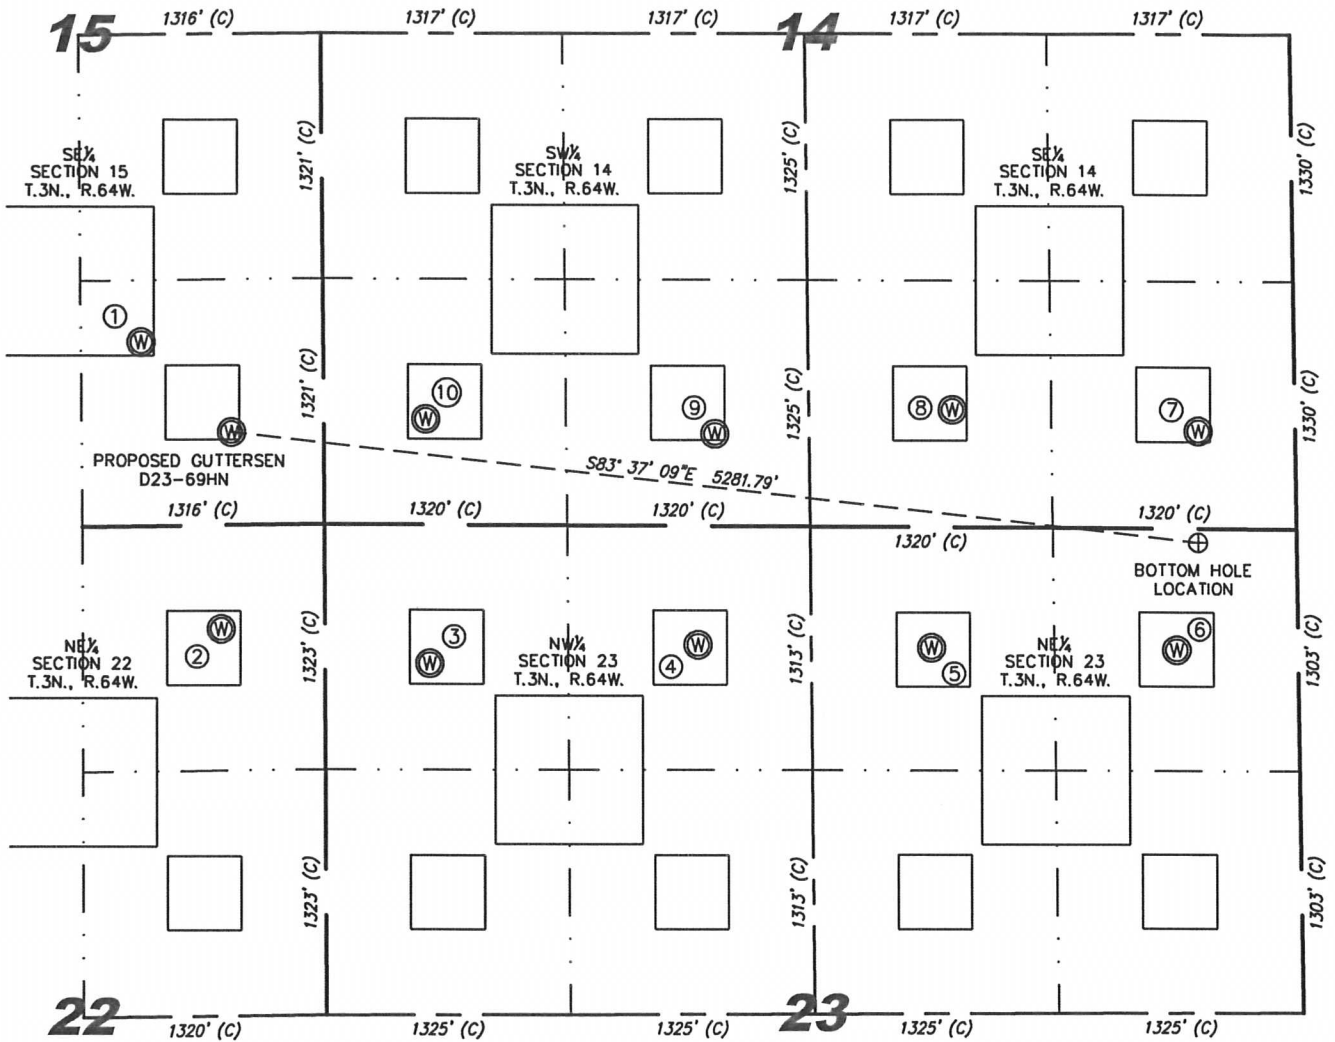 1316' (C)
1317' (C)
1317' (C)
1317' (C)
1317' (C)
15
14
1321' (C)
1325' (C)
1330' (C)
SE¼
SECTION 15
T.3N., R.64W.
SW¼
SECTION 14
T.3N., R.64W.
SE¼
SECTION 14
T.3N., R.64W.
1
W
1321' (C)
1325' (C)
1330' (C)
10
W
9
W
8
W
7
W
W
PROPOSED GUTTERSEN
D23-69HN
S83° 37' 09"E 5281.79'
1316' (C)
1320' (C)
1320' (C)
1320' (C)
1320' (C)
BOTTOM HOLE
LOCATION
W
2
3
W
W
4
W
5
6
W
1323' (C)
1313' (C)
1303' (C)
NE¼
SECTION 22
T.3N., R.64W.
NW¼
SECTION 23
T.3N., R.64W.
NE¼
SECTION 23
T.3N., R.64W.
1323' (C)
1313' (C)
1303' (C)
22
23
1320' (C)
1325' (C)
1325' (C)
1325' (C)
1325' (C)